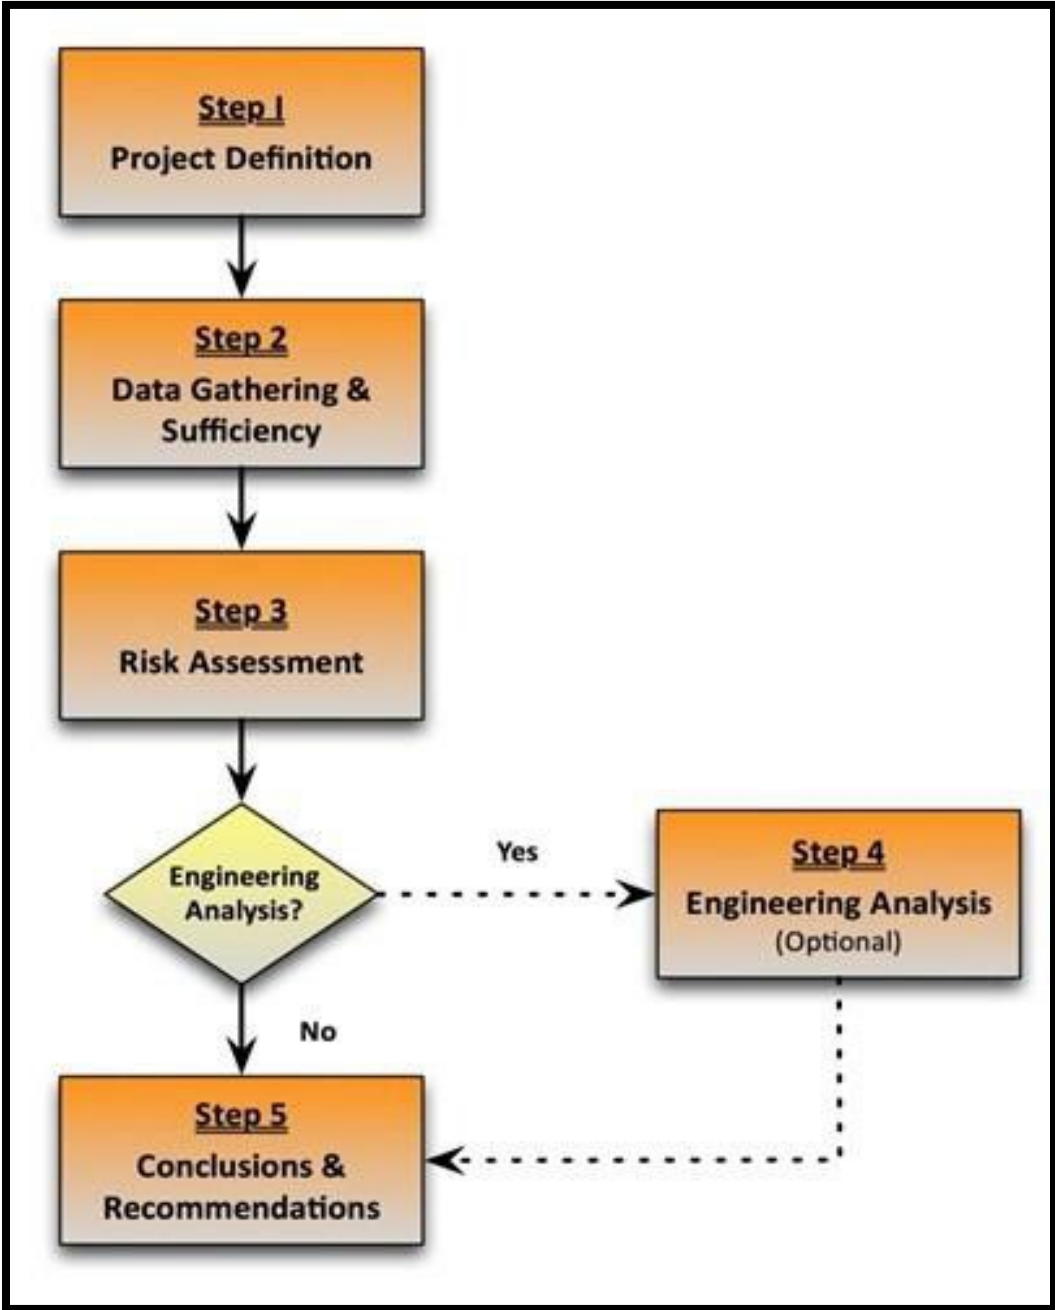 Step 1
Project Definition
Step 2
Data Gathering &
Sufficiency
Step 3
Risk Assessment
Engineering
Analysis?
Yes
Step 4
Engineering Analysis
(Optional)
No
Step 5
Conclusions &
Recommendations